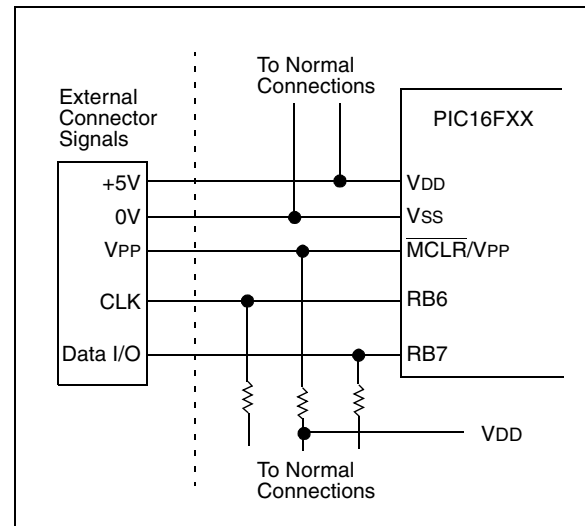 To Normal
Connections
External
Connector
Signals
PIC16FXX
+5V
VDD
0V
VSS
VPP
MCLR/VPP
CLK
RB6
Data I/O
RB7
VDD
To Normal
Connections